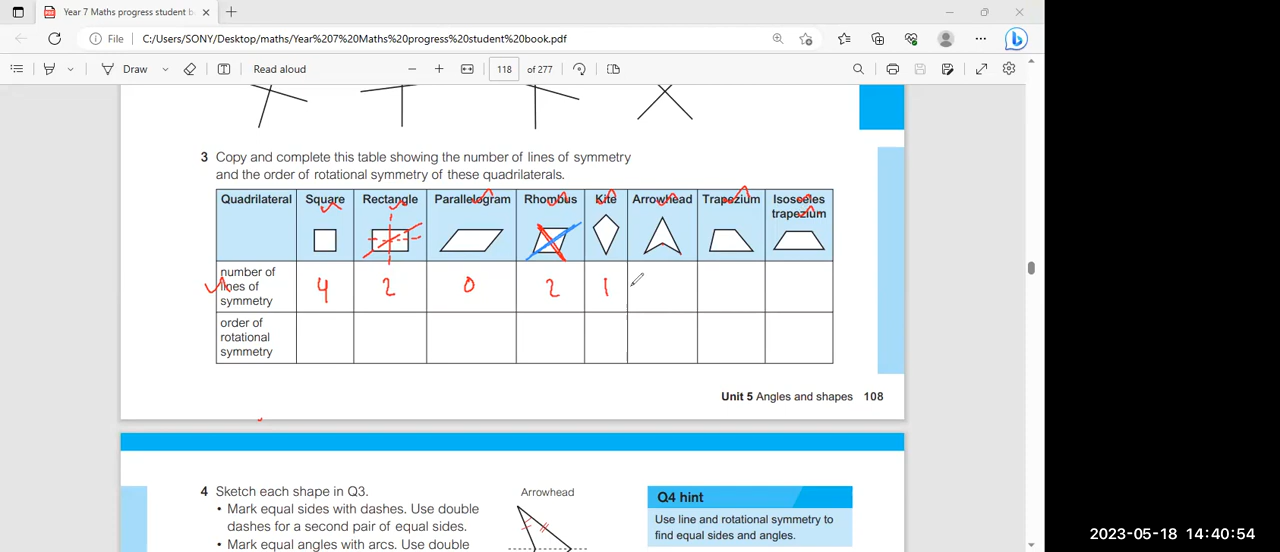 Year 7 Maths progress student b
File
C:/Users/SONY/Desktop/maths/Year%207%20Maths%20progress%20student%20book.pdf
Draw
Read aloud
118 of 277
3 Copy and complete this table showing the number of lines of symmetry
and the order of rotational symmetry of these quadrilaterals.
Quadrilateral Square Rectangle Parallelogram Rhombus Kite Arrowhead Trapezium Isosceles
trapezium
number of
lines of
symmetry
4 2 0 2 1
order of
rotational
symmetry
Unit 5 Angles and shapes 108
4 Sketch each shape in Q3.
• Mark equal sides with dashes. Use double
dashes for a second pair of equal sides.
• Mark equal angles with arcs. Use double
Arrowhead
Q4 hint
Use line and rotational symmetry to
find equal sides and angles.
2023-05-18 14:40:54